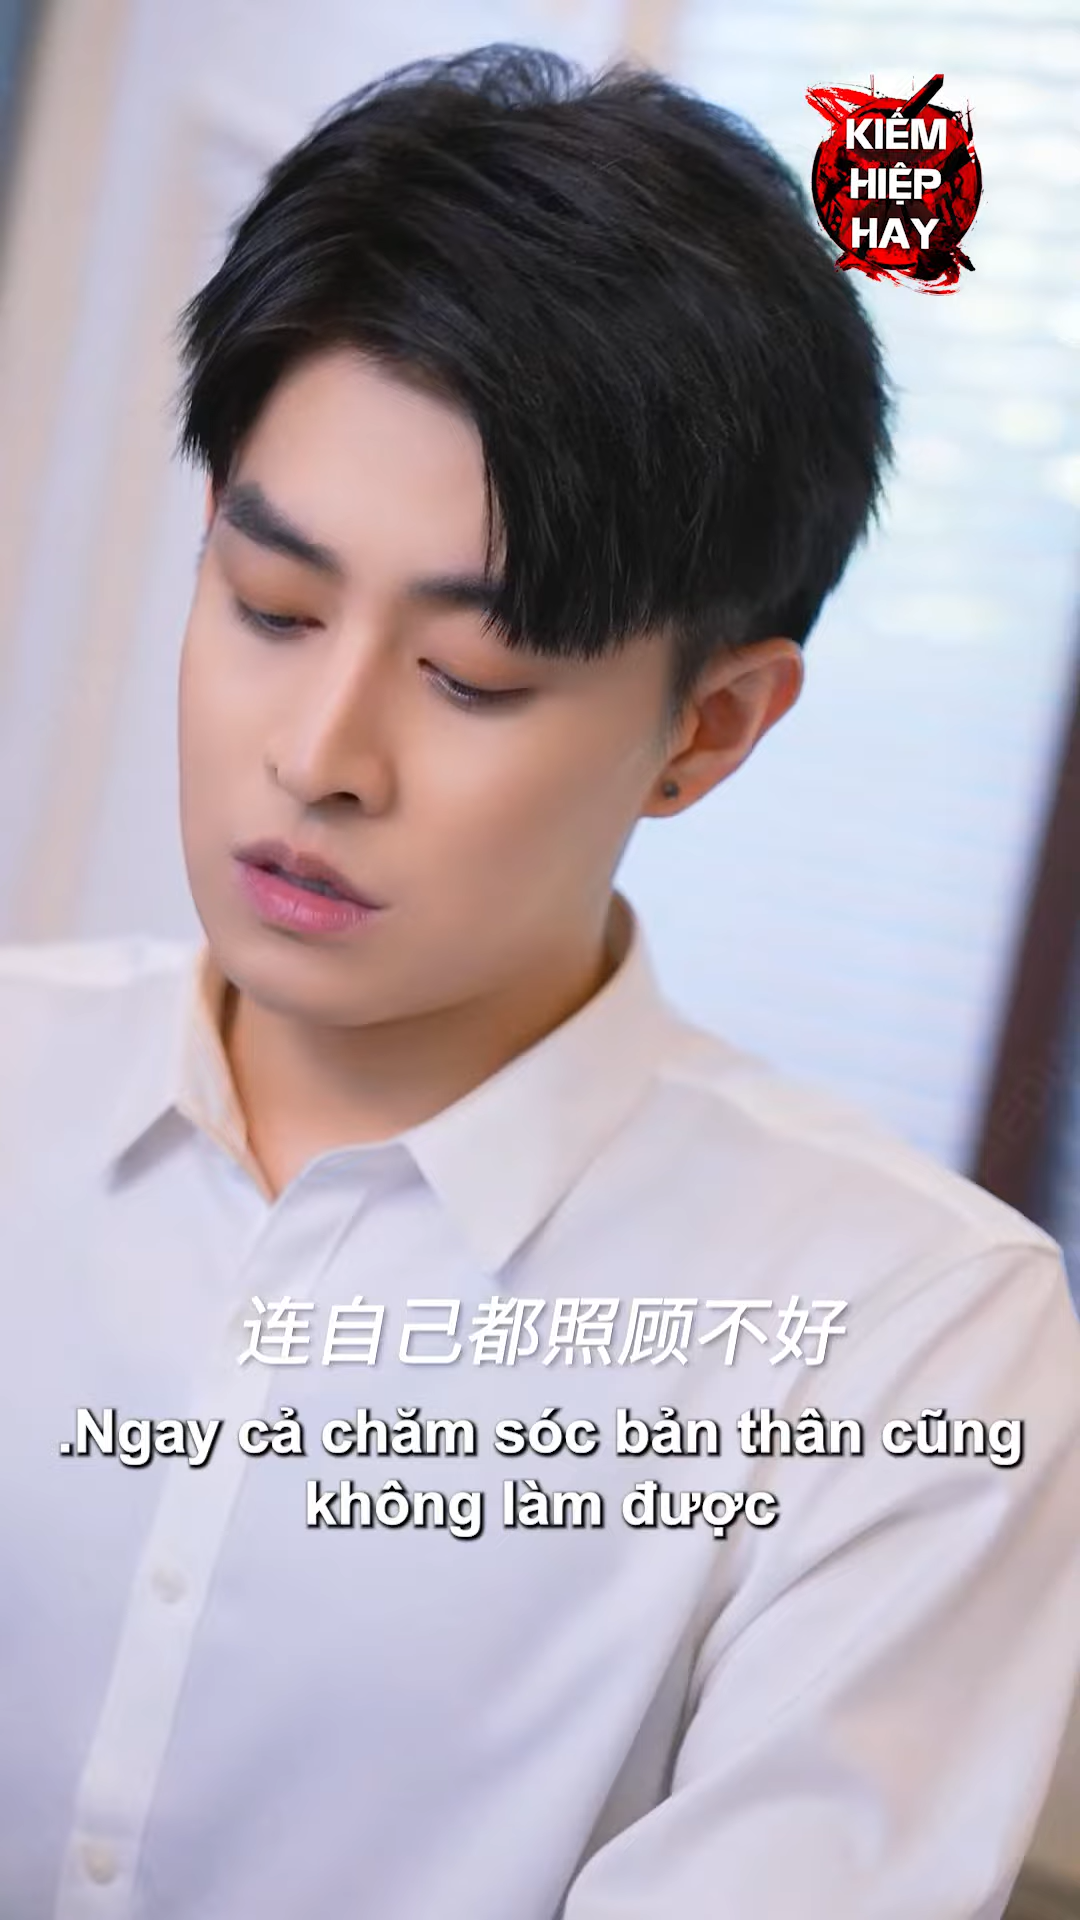 KIẾM
HIỆP
HAY
连自己都照顾不好
.Ngay cả chăm sóc bản thân cũng
không làm được